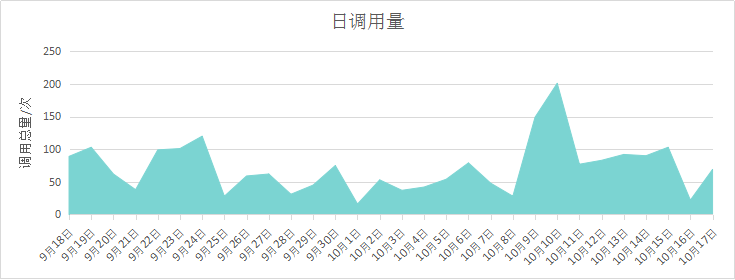 日调用量
调用总量/次
250
200
150
100
50
0
9月18日
9月19日
9月20日
9月21日
9月22日
9月23日
9月24日
9月25日
9月26日
9月27日
9月28日
9月29日
9月30日
10月1日
10月2日
10月3日
10月4日
10月5日
10月6日
10月7日
10月8日
10月9日
10月10日
10月11日
10月12日
10月13日
10月14日
10月15日
10月16日
10月17日